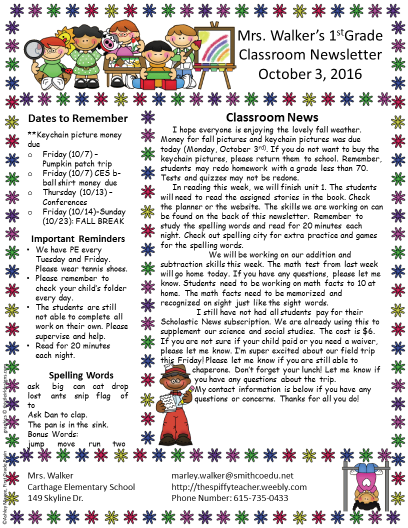 Mrs. Walker's 1stGrade
Classroom Newsletter
October 3, 2016
Dates to Remember
**Keychain picture money
due
o Friday (10/7) –
Pumpkin patch trip
o Friday (10/7) CES b-
ball shirt money due
o Thursday (10/13) –
Conferences
o Friday (10/14)-Sunday
(10/23): FALL BREAK
Important Reminders
• We have PE every
Tuesday and Friday.
Please wear tennis shoes.
• Please remember to
check your child's folder
every day.
• The students are still
not able to complete all
work on their own. Please
supervise and help.
• Read for 20 minutes
each night.
Spelling Words
ask big can cat drop
lost ants snip flag of
to
Ask Dan to clap.
The pan is in the sink.
Bonus Words:
jump move run two
Classroom News
I hope everyone is enjoying the lovely fall weather.
Money for fall pictures and keychain pictures was due
today (Monday, October 3rd). If you do not want to buy the
keychain pictures, please return them to school. Remember,
students may redo homework with a grade less than 70.
Tests and quizzes may not be redone.
In reading this week, we will finish unit 1. The students
will need to read the assigned stories in the book. Check
the planner or the website. The skills we are working on can
be found on the back of this newsletter. Remember to
study the spelling words and read for 20 minutes each
night. Check out spelling city for extra practice and games
for the spelling words.
We will be working on our addition and
subtraction skills this week. The math test from last week
will go home today. If you have any questions, please let me
know. Students need to be working on math facts to 10 at
home. The math facts need to be memorized and
recognized on sight just like the sight words.
I still have not had all students pay for their
Scholastic News subscription. We are already using this to
supplement our science and social studies. The cost is $6.
If you are not sure if your child paid or you need a waiver,
please let me know. I'm super excited about our field trip
this Friday! Please let me know if you are still able to
chaperone. Don't forget your lunch! Let me know if
you have any questions about the trip.
My contact information is below if you have any
questions or concerns. Thanks for all you do!
Mrs. Walker
Carthage Elementary School
149 Skyline Dr.
marley.walker@smithcoedu.net
http://thespiffyteacher.weebly.com
Phone Number: 615-735-0433